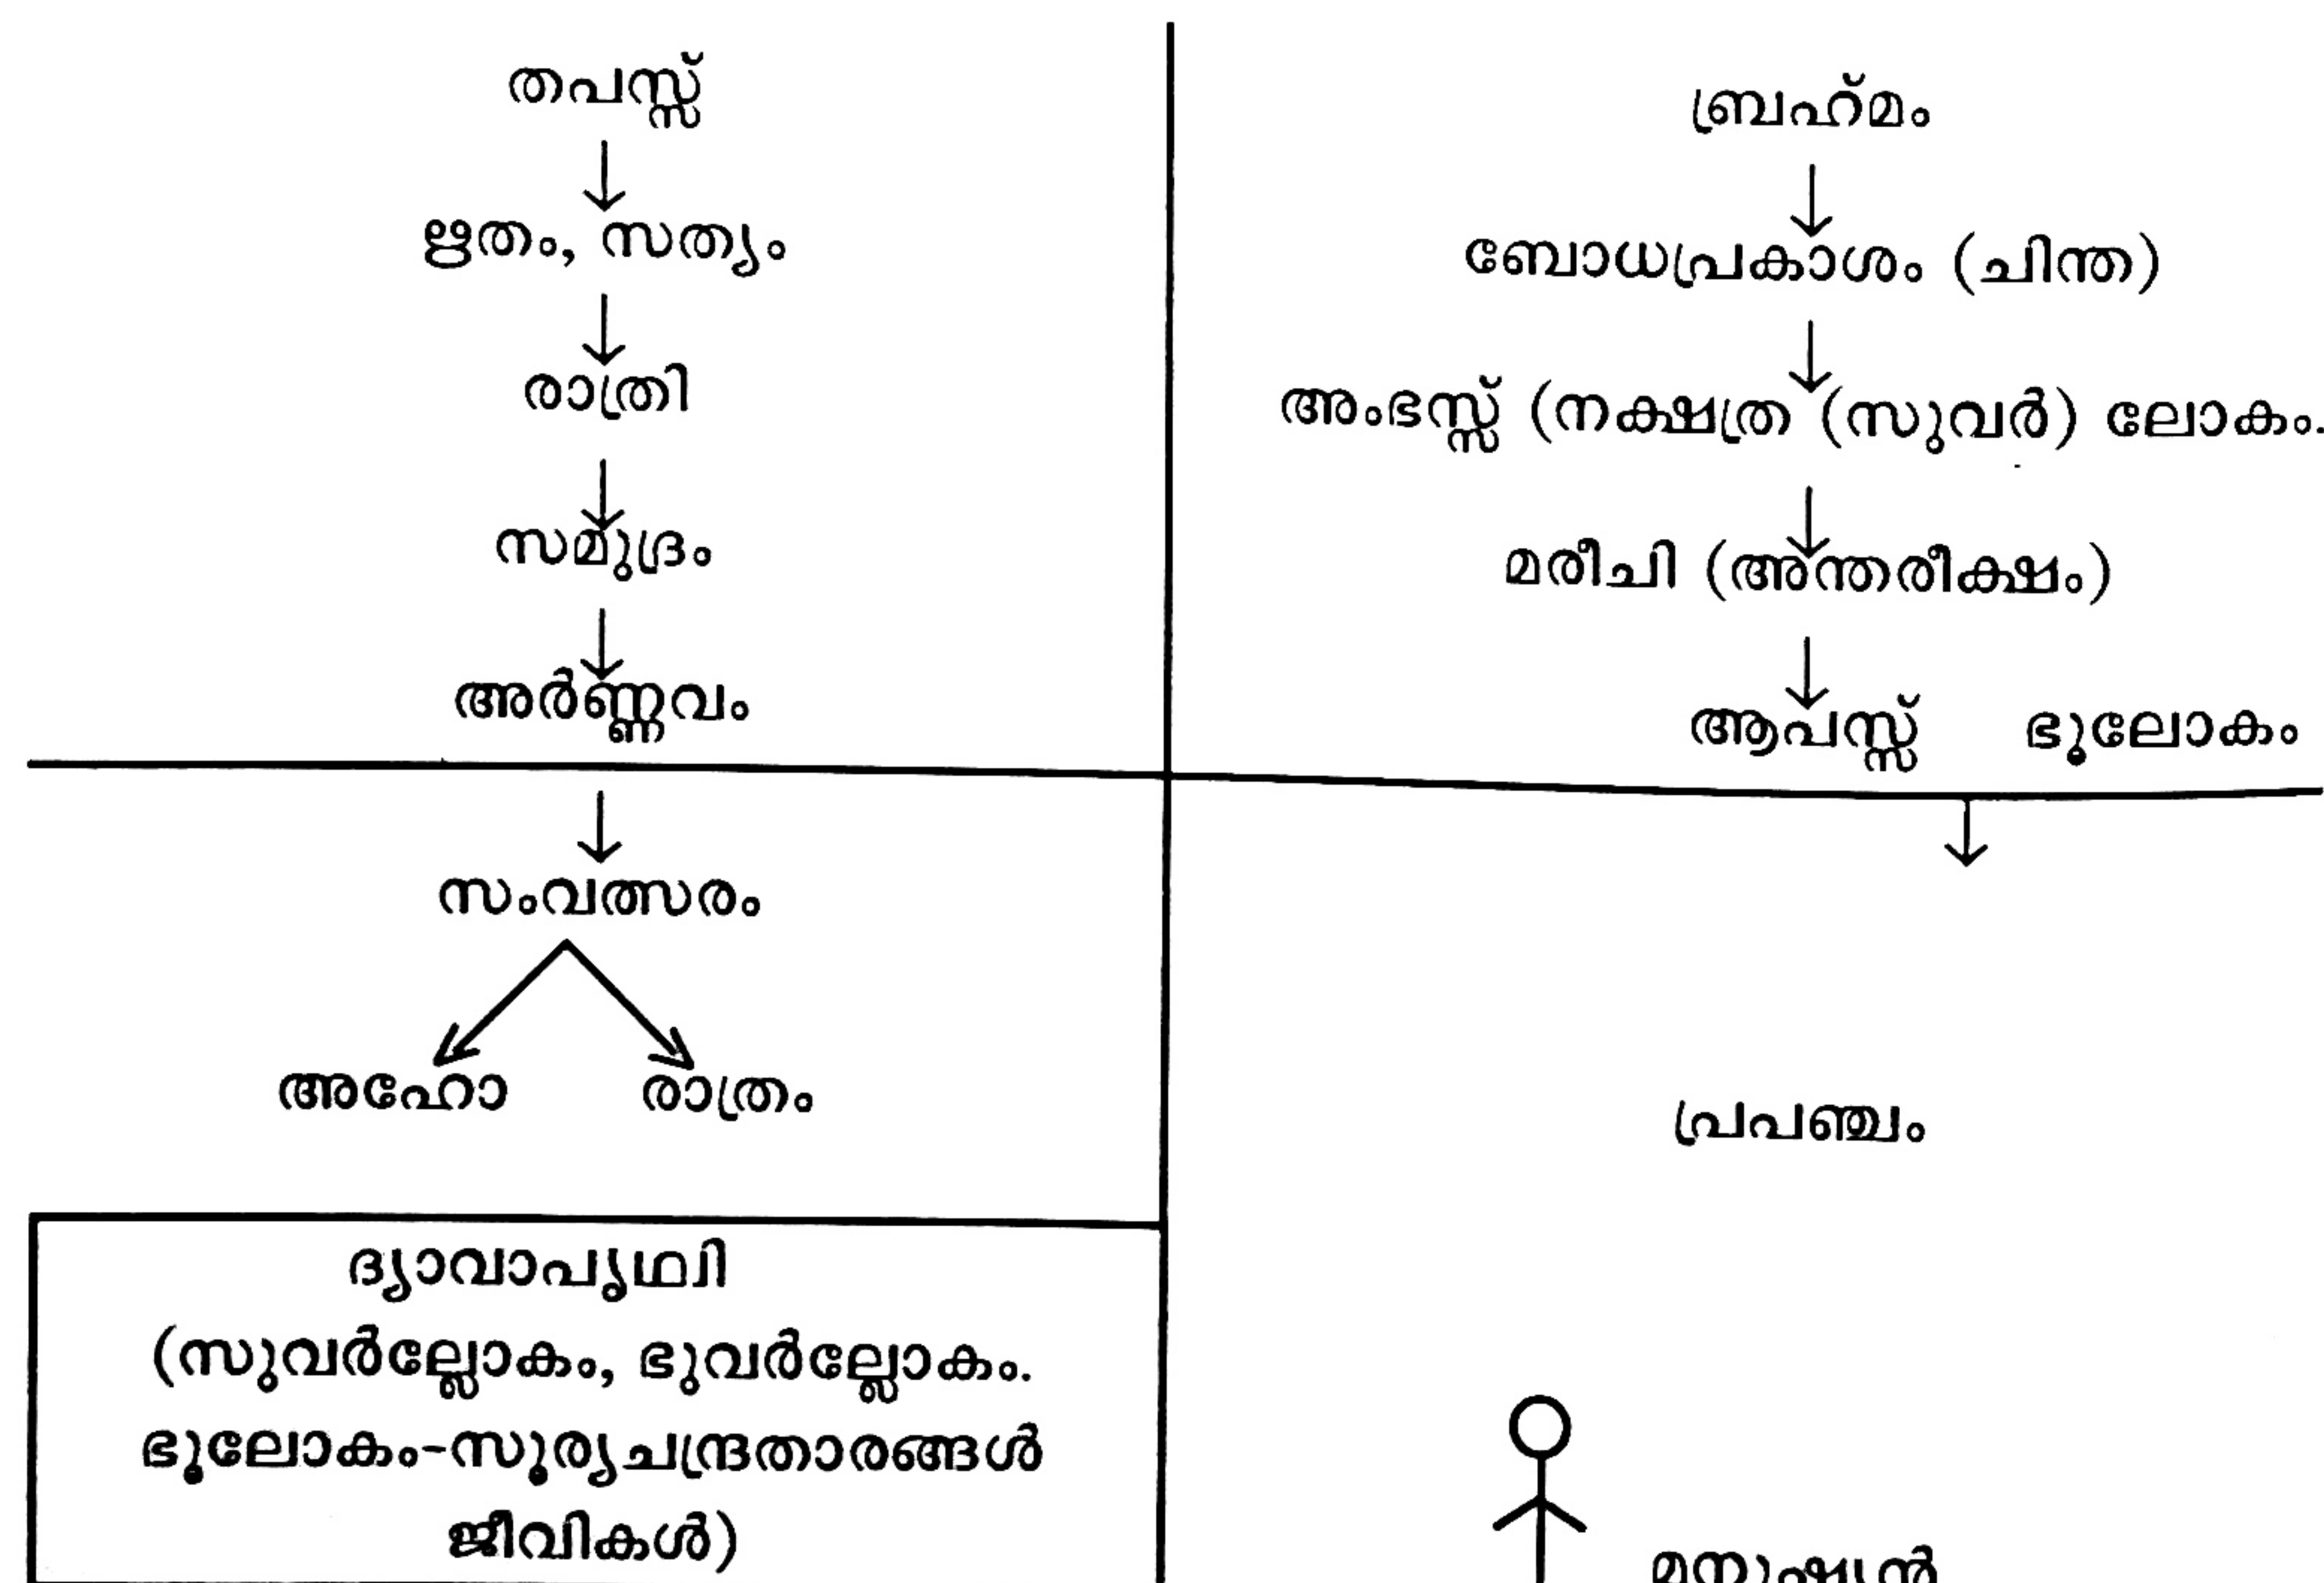 തപസ്സ്
ഋതം, സത്യം
രാത്രി
സമുദ്രം
അർണ്ണവം
സംവത്സരം
അഹോ രാത്രം
ദ്യാവാപൃഥ്വി
(സുവർല്ലോകം, ഭുവർല്ലോകം.
ഭൂലോകം-സൂര്യചന്ദ്രതാരങ്ങൾ
ജീവികൾ)
ബ്രഹ്‌മം
ബോധപ്രകാശം (ചിന്ത)
അംഭസ്സ് (നക്ഷത്ര (സുവർ) ലോകം.
മരീചി (അന്തരീക്ഷം)
ആപസ്സ് ഭൂലോകം
പ്രപഞ്ചം
മനുഷ്യൻ